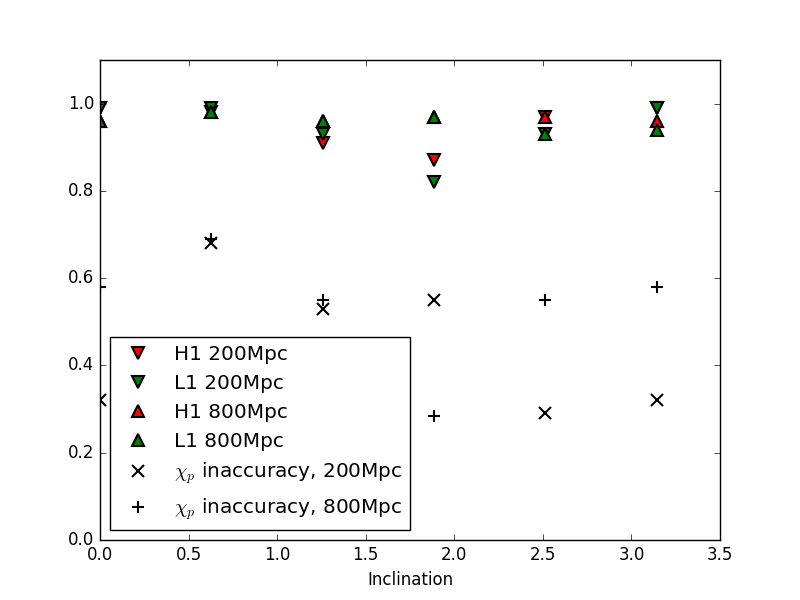 1.0
0.8
0.6
0.4
0.2
0.0
H1 200Mpc
L1 200Mpc
H1 800Mpc
L1 800Mpc
χp inaccuracy, 200Mpc
χp inaccuracy, 800Mpc
0.0 0.5 1.0 1.5 2.0 2.5 3.0 3.5
Inclination